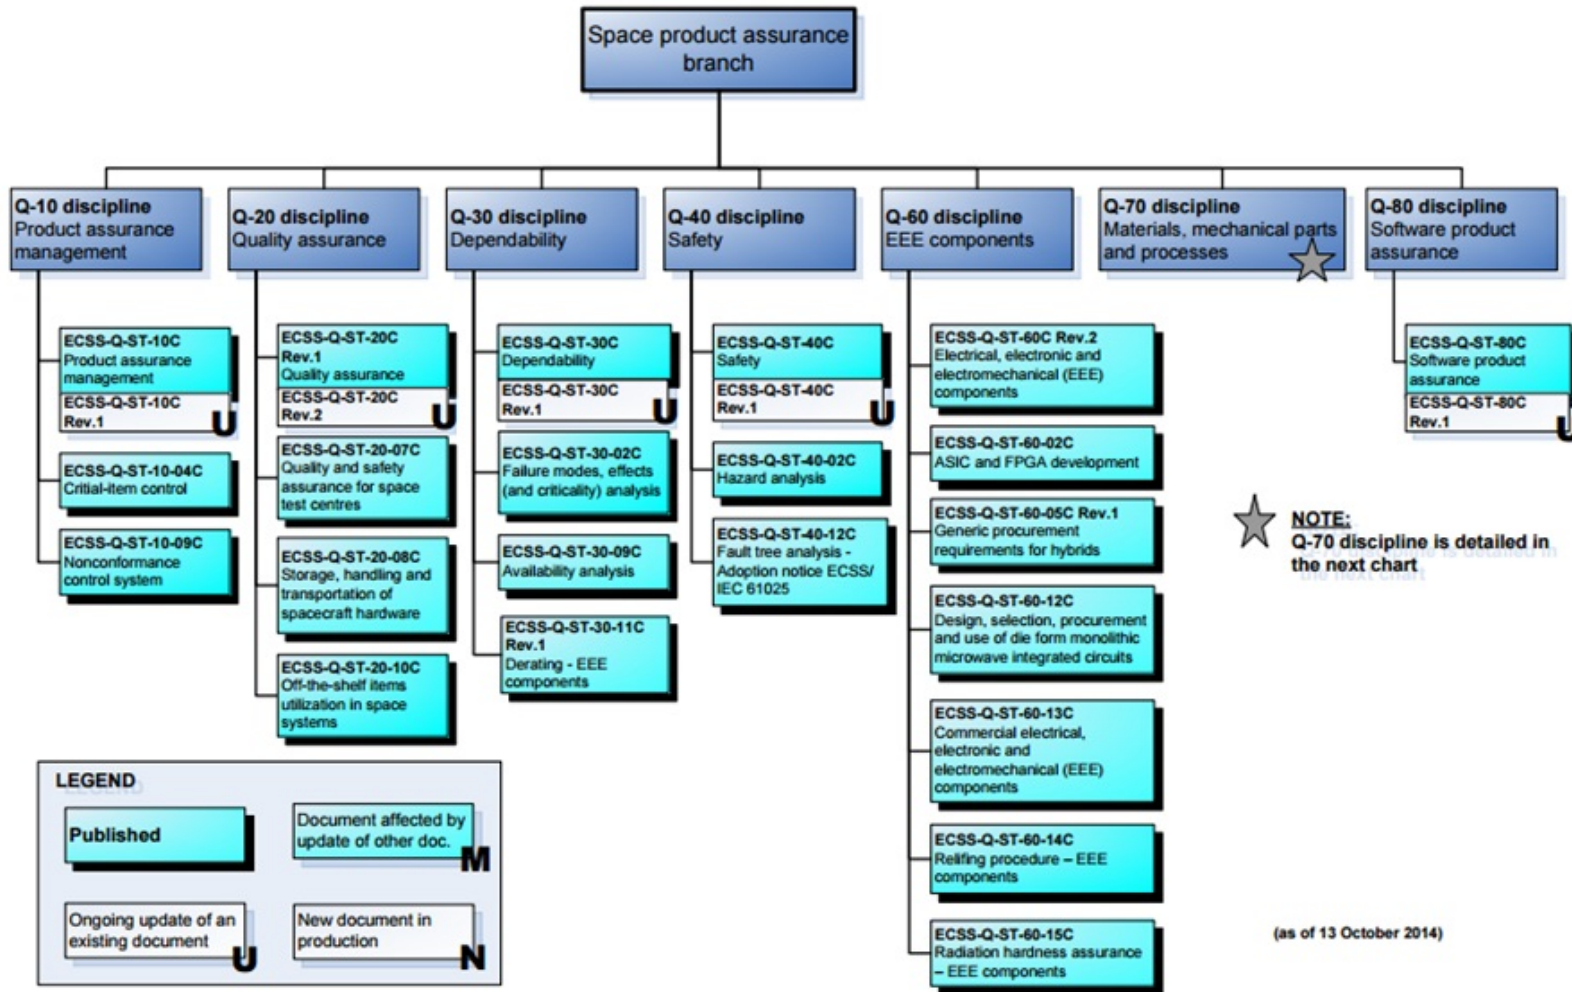 Space product assurance
branch
Q-10 discipline
Product assurance
management
Q-20 discipline
Quality assurance
Q-30 discipline
Dependability
Q-40 discipline
Safety
Q-60 discipline
EEE components
Q-70 discipline
Materials, mechanical parts
and processes
Q-80 discipline
Software product
assurance
ECSS-Q-ST-10C
Product assurance
management
ECSS-Q-ST-10C
Rev.1
U
ECSS-Q-ST-10-04C
Critial-item control
ECSS-Q-ST-10-09C
Nonconformance
control system
ECSS-Q-ST-20C
Rev.1
Quality assurance
ECSS-Q-ST-20C
Rev.2
U
ECSS-Q-ST-20-07C
Quality and safety
assurance for space
test centres
ECSS-Q-ST-20-08C
Storage, handling and
transportation of
spacecraft hardware
ECSS-Q-ST-20-10C
Off-the-shelf items
utilization in space
systems
ECSS-Q-ST-30C
Dependability
ECSS-Q-ST-30C
Rev.1
U
ECSS-Q-ST-30-02C
Failure modes, effects
(and criticality) analysis
ECSS-Q-ST-30-09C
Availability analysis
ECSS-Q-ST-30-11C
Rev.1
Derating - EEE
components
ECSS-Q-ST-40C
Safety
ECSS-Q-ST-40C
Rev.1
U
ECSS-Q-ST-40-02C
Hazard analysis
ECSS-Q-ST-40-12C
Fault tree analysis -
Adoption notice ECSS/
IEC 61025
ECSS-Q-ST-60C Rev.2
Electrical, electronic and
electromechanical (EEE)
components
ECSS-Q-ST-60-02C
ASIC and FPGA development
ECSS-Q-ST-60-05C Rev.1
Generic procurement
requirements for hybrids
ECSS-Q-ST-60-12C
Design, selection, procurement
and use of die form monolithic
microwave integrated circuits
ECSS-Q-ST-60-13C
Commercial electrical,
electronic and
electromechanical (EEE)
components
ECSS-Q-ST-60-14C
Relifing procedure – EEE
components
ECSS-Q-ST-60-15C
Radiation hardness assurance
– EEE components
ECSS-Q-ST-80C
Software product
assurance
ECSS-Q-ST-80C
Rev.1
U
NOTE:
Q-70 discipline is detailed in
the next chart
LEGEND
Published
Document affected by
update of other doc.
M
Ongoing update of an
existing document
U
New document in
production
N
(as of 13 October 2014)